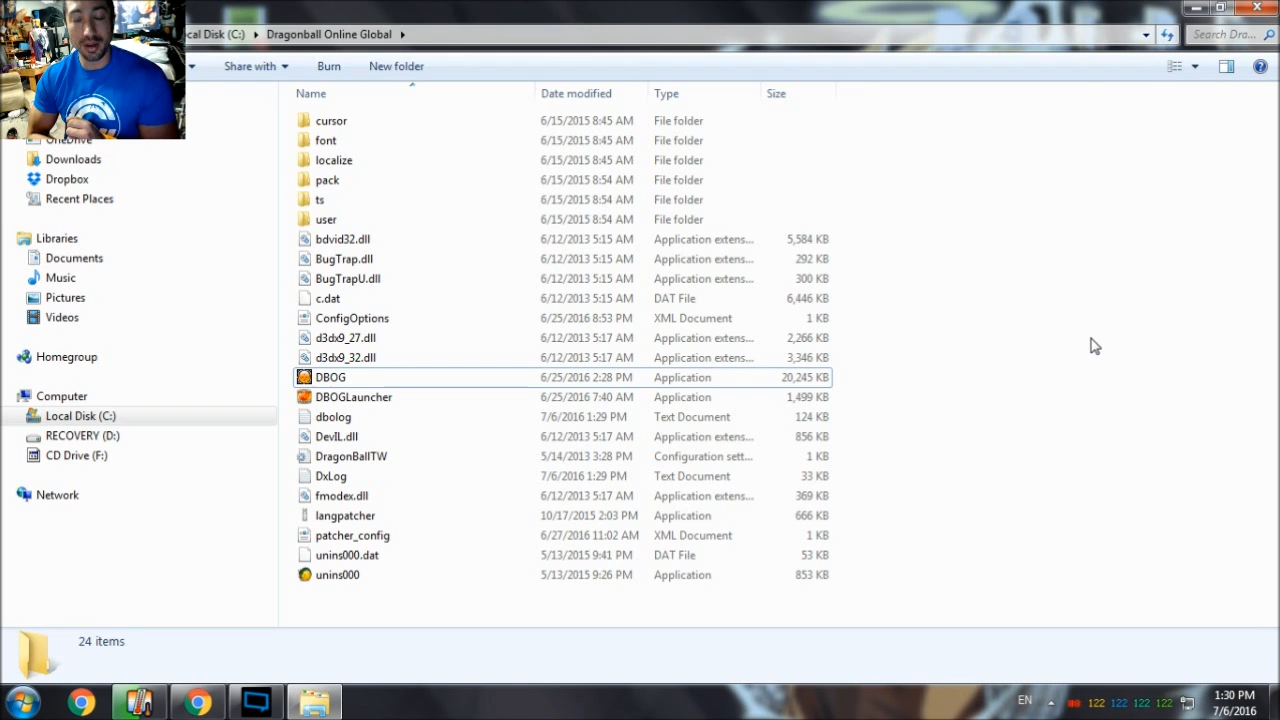 cal Disk (C:) Dragonball Online Global
Search Dra...
Share with Burn New folder
Name Date modified Type Size
cursor 6/15/2015 8:45 AM File folder
font 6/15/2015 8:45 AM File folder
localize 6/15/2015 8:45 AM File folder
pack 6/15/2015 8:54 AM File folder
ts 6/15/2015 8:54 AM File folder
user 6/15/2015 8:54 AM File folder
bdvid32.dll 6/12/2013 5:15 AM Application extens... 5,584 KB
BugTrap.dll 6/12/2013 5:15 AM Application extens... 292 KB
BugTrapU.dll 6/12/2013 5:15 AM Application extens... 300 KB
c.dat 6/12/2013 5:15 AM DAT File 6,446 KB
ConfigOptions 6/25/2016 8:53 PM XML Document 1 KB
d3dx9_27.dll 6/12/2013 5:17 AM Application extens... 2,266 KB
d3dx9_32.dll 6/12/2013 5:17 AM Application extens... 3,346 KB
DBOG 6/25/2016 2:28 PM Application 20,245 KB
DBOGLauncher 6/25/2016 7:40 AM Application 1,499 KB
dbolog 7/6/2016 1:29 PM Text Document 124 KB
DevIL.dll 6/12/2013 5:17 AM Application extens... 856 KB
DragonBallTW 5/14/2013 3:28 PM Configuration sett... 1 KB
DxLog 7/6/2016 1:29 PM Text Document 33 KB
fmodex.dll 6/12/2013 5:17 AM Application extens... 369 KB
langpatcher 10/17/2015 2:03 PM Application 666 KB
patcher_config 6/27/2016 11:02 AM XML Document 1 KB
unins000.dat 5/13/2015 9:41 PM DAT File 53 KB
unins000 5/13/2015 9:26 PM Application 853 KB
OneDrive
Downloads
Dropbox
Recent Places
Libraries
Documents
Music
Pictures
Videos
Homegroup
Computer
Local Disk (C:)
RECOVERY (D:)
CD Drive (F:)
Network
24 items
EN 122 122 122 122
1:30 PM
7/6/2016